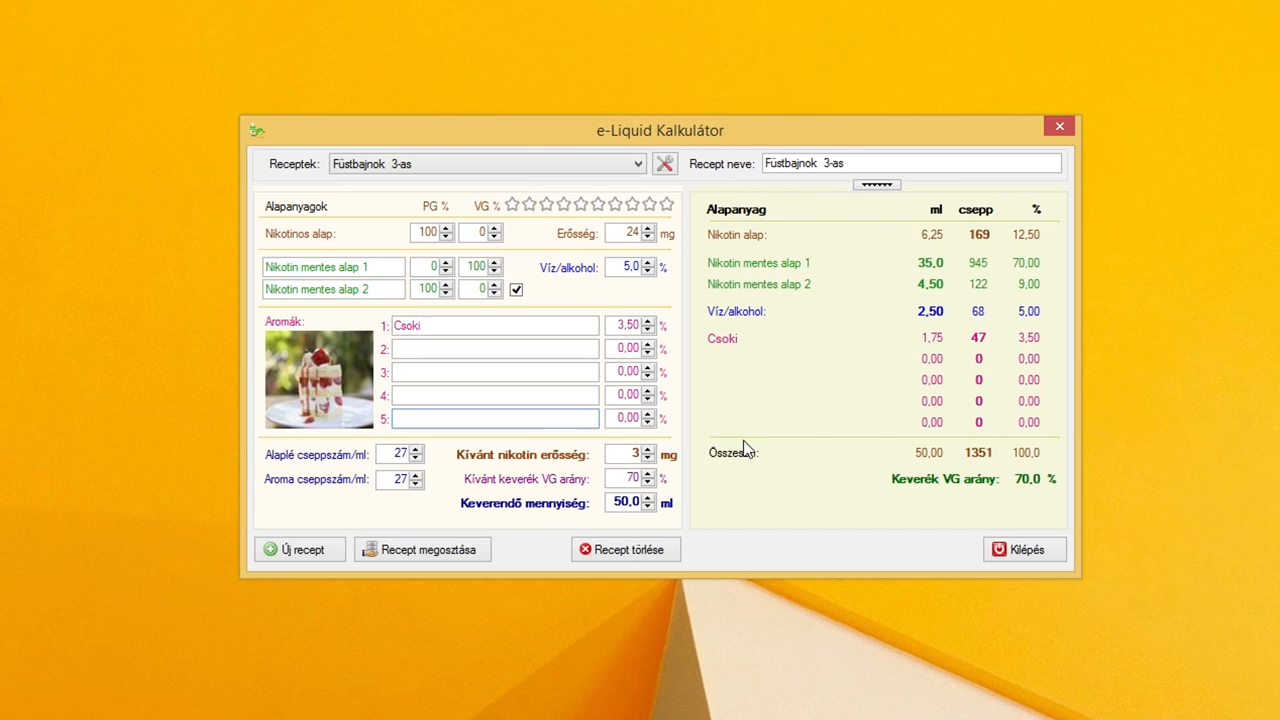 e-Liquid Kalkulátor
Receptek: Füstbajnok 3-as Recept neve: Füstbajnok 3-as
Alapanyagok PG % VG %
Nikotinos alap: 100 0 Erősség: 24 mg
Nikotin mentes alap 1 0 100 Víz/alkohol: 5,0 %
Nikotin mentes alap 2 100 0
Aromák:
1: Csoki 3,50 %
2: 0,00 %
3: 0,00 %
4: 0,00 %
5: 0,00 %
Alaplé cseppszám/ml: 27 Kívánt nikotin erősség: 3 mg
Aroma cseppszám/ml: 27 Kívánt keverék VG arány: 70 %
Keverendő mennyiség: 50,0 ml
Alapanyag ml csepp %
Nikotin alap: 6,25 169 12,50
Nikotin mentes alap 1 35,0 945 70,00
Nikotin mentes alap 2 4,50 122 9,00
Víz/alkohol: 2,50 68 5,00
Csoki 1,75 47 3,50
0,00 0 0,00
0,00 0 0,00
0,00 0 0,00
0,00 0 0,00
Összesen: 50,00 1351 100,0
Keverék VG arány: 70,0 %
Új recept Recept megosztása Recept törlése Kilépés